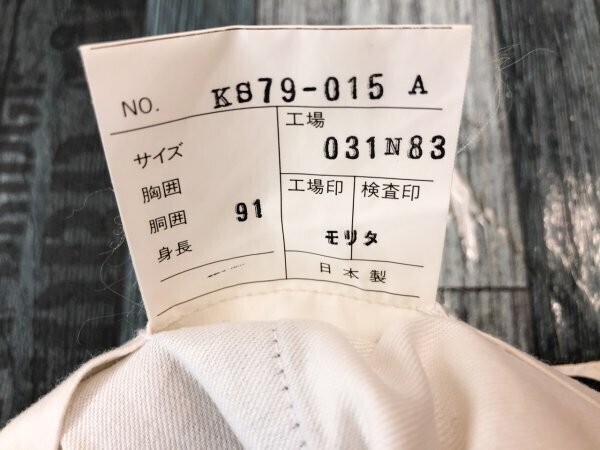 NO. KS79-015 A
サイズ
胸囲
胴囲 91
身長
工場
031N83
工場印 検査印
モリタ
日本製